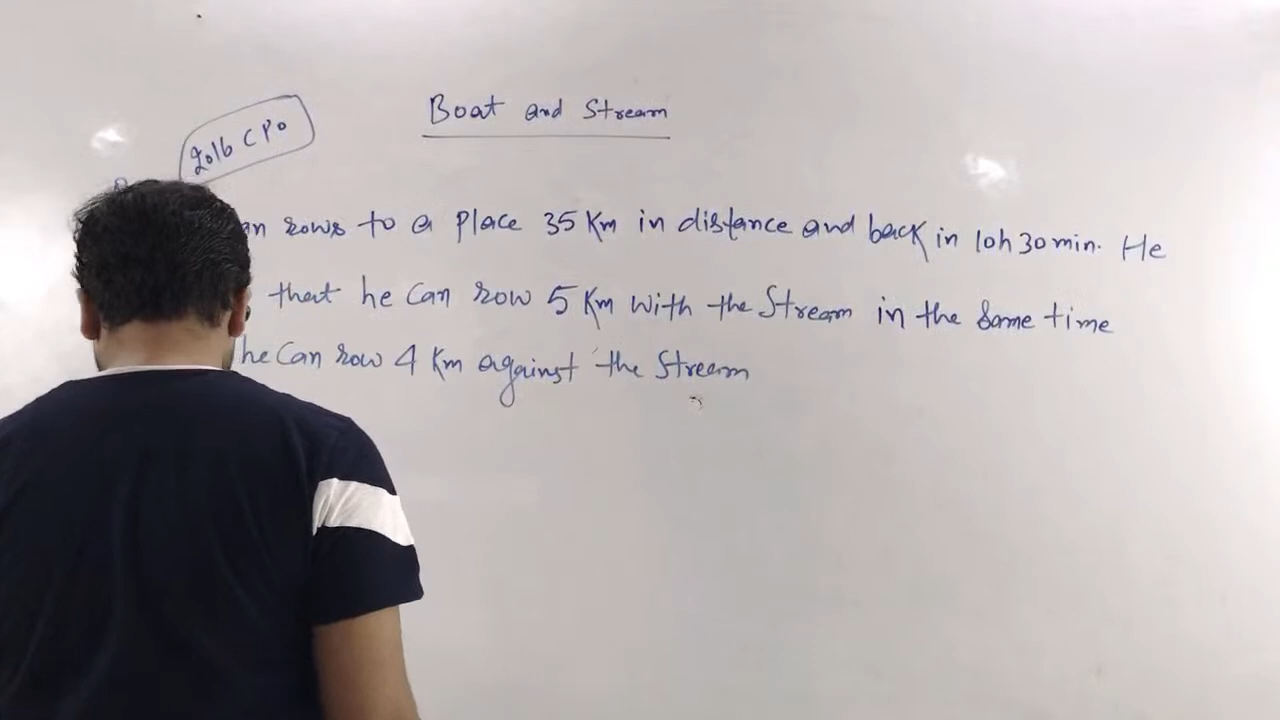 Boat and Stream
2016 CPO
an rows to a place 35 Km in distance and back in 10h 30 min. He
that he can row 5 Km with the Stream in the Same time
he can row 4 Km against the Stream